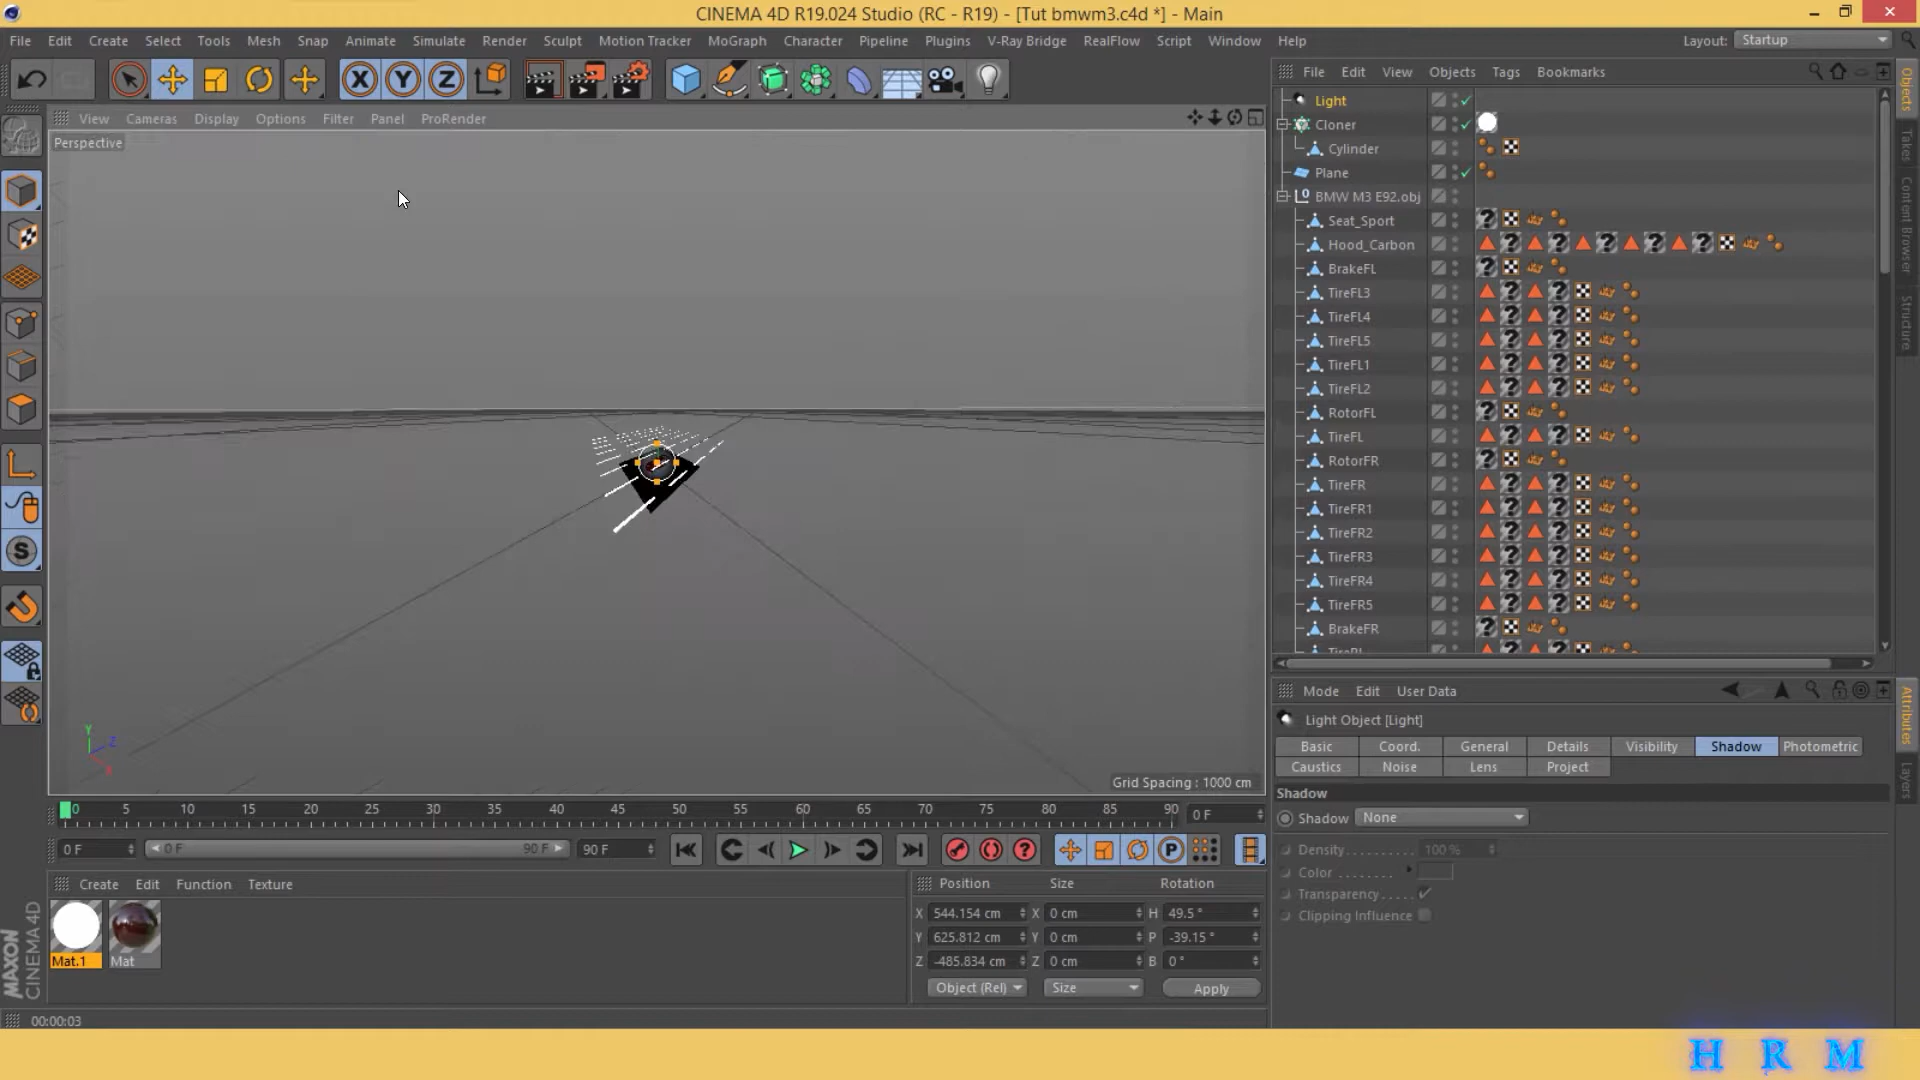 CINEMA 4D R19.024 Studio (RC - R19) - [Tut bmwm3.c4d *] - Main
File Edit Create Select Tools Mesh Snap Animate Simulate Render Sculpt Motion Tracker MoGraph Character Pipeline Plugins V-Ray Bridge RealFlow Script Window Help Layout: Startup
X Y Z
File Edit View Objects Tags Bookmarks
View Cameras Display Options Filter Panel ProRender
Perspective
Light
Cloner
Cylinder
Plane
BMW M3 E92.obj
Seat_Sport
Hood_Carbon
BrakeFL
TireFL3
TireFL4
TireFL5
TireFL1
TireFL2
RotorFL
TireFL
RotorFR
TireFR
TireFR1
TireFR2
TireFR3
TireFR4
TireFR5
BrakeFR
Objects
Takes
Content Browser
Structure
Y Z X
Grid Spacing : 1000 cm
0 5 10 15 20 25 30 35 40 45 50 55 60 65 70 75 80 85 90 0 F
0 F 0 F 90 F 90 F
Create Edit Function Texture
Mat.1 Mat
MAXON
CINEMA 4D
Position Size Rotation
X 544.154 cm X 0 cm H 49.5 °
Y 625.812 cm Y 0 cm P -39.15 °
Z -485.834 cm Z 0 cm B 0 °
Object (Rel) Size Apply
00:00:03
Mode Edit User Data
Light Object [Light]
Basic Coord. General Details Visibility Shadow Photometric
Caustics Noise Lens Project
Shadow
Shadow None
Density 100 %
Color
Transparency
Clipping Influence
Attributes
Layers
H R M